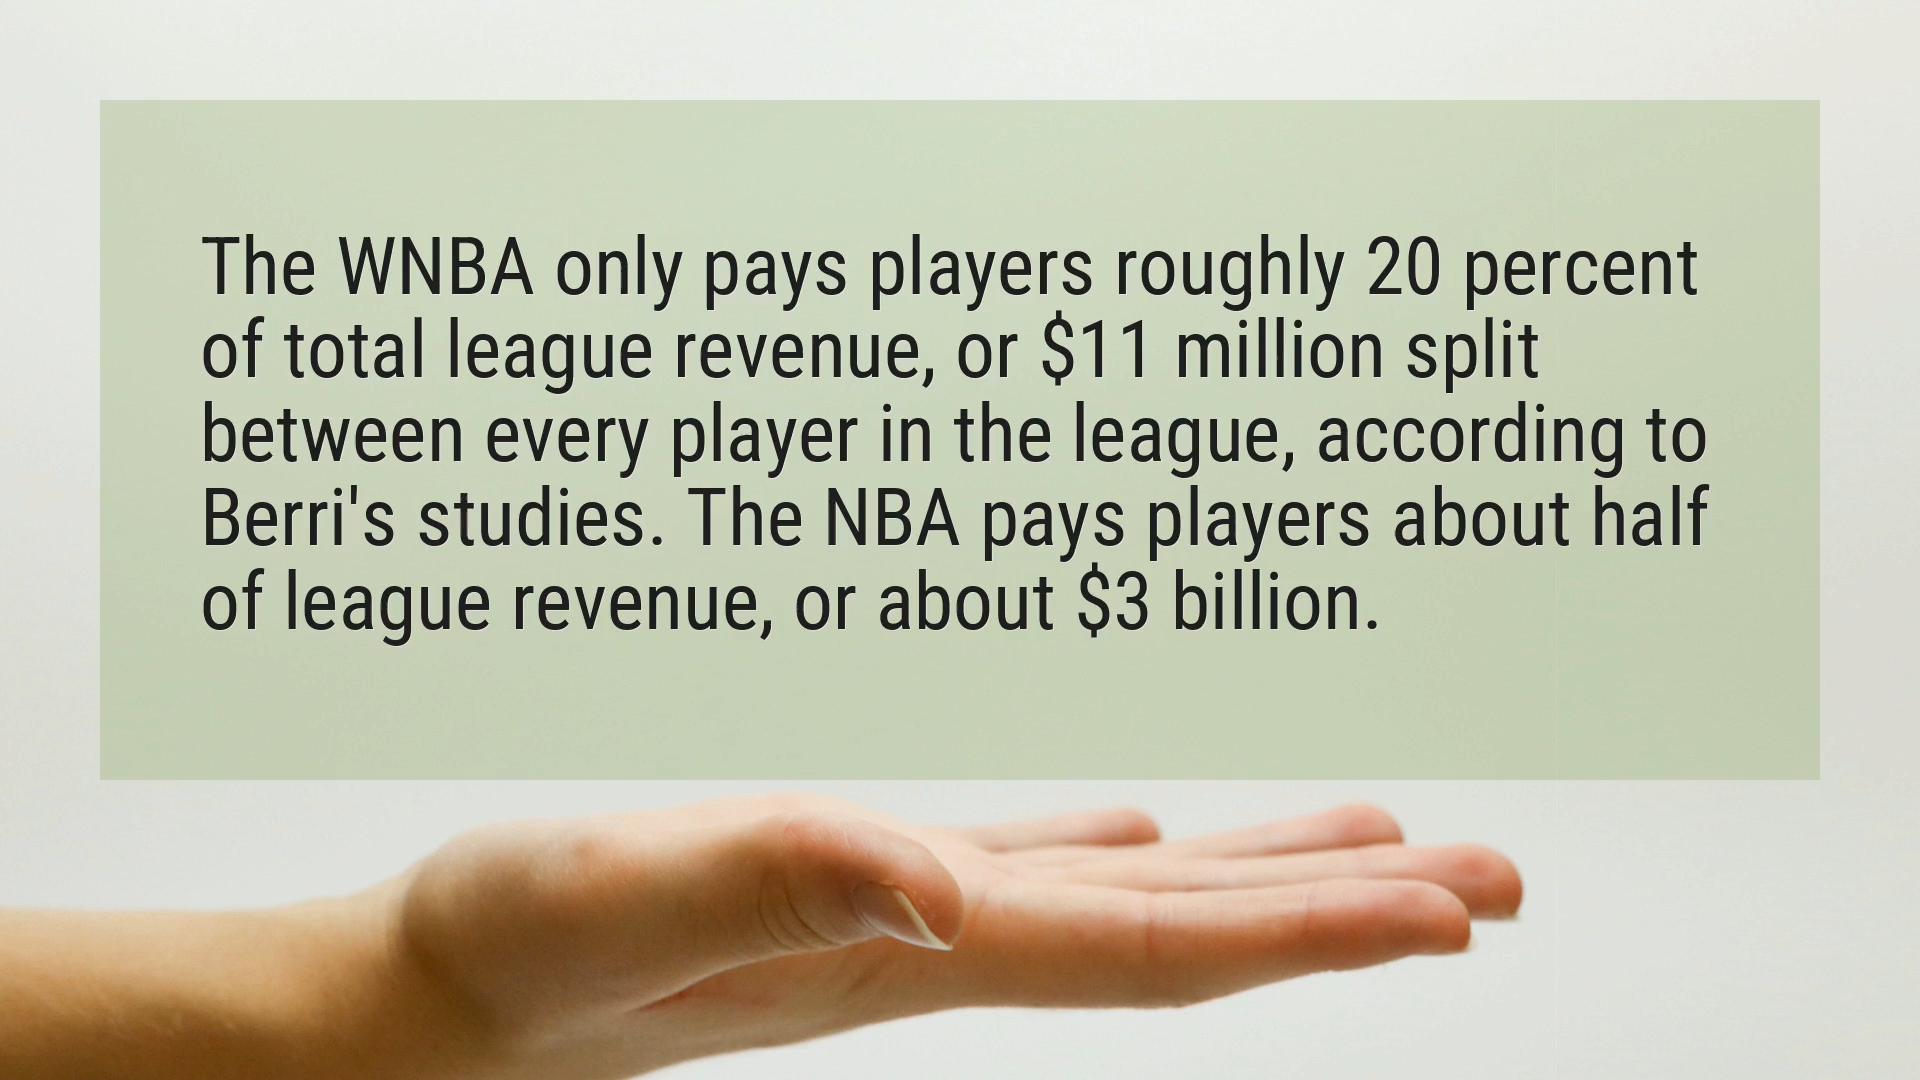 The WNBA only pays players roughly 20 percent
of total league revenue, or $11 million split
between every player in the league, according to
Berri's studies. The NBA pays players about half
of league revenue, or about $3 billion.